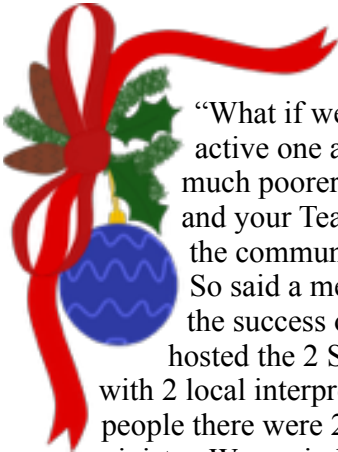 “What if we
active one a
much poorer
and your Tea
the commun
So said a me
the success o
hosted the 2 S
with 2 local interpr
people there were 2